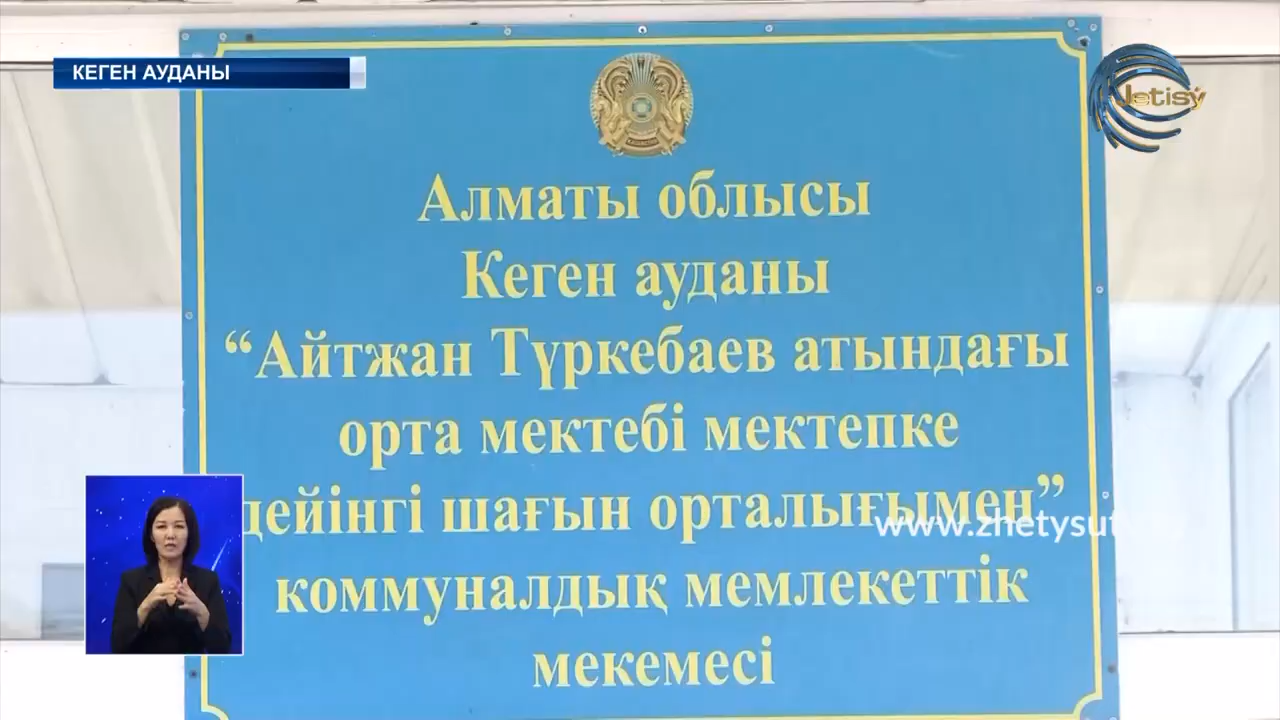 КЕГЕН АУДАНЫ
Jetisý
Алматы облысы
Кеген ауданы
“Айтжан Түркебаев атындағы
орта мектебі мектепке
дейінгі шағын орталығымен”
коммуналдық мемлекеттік
мекемесі